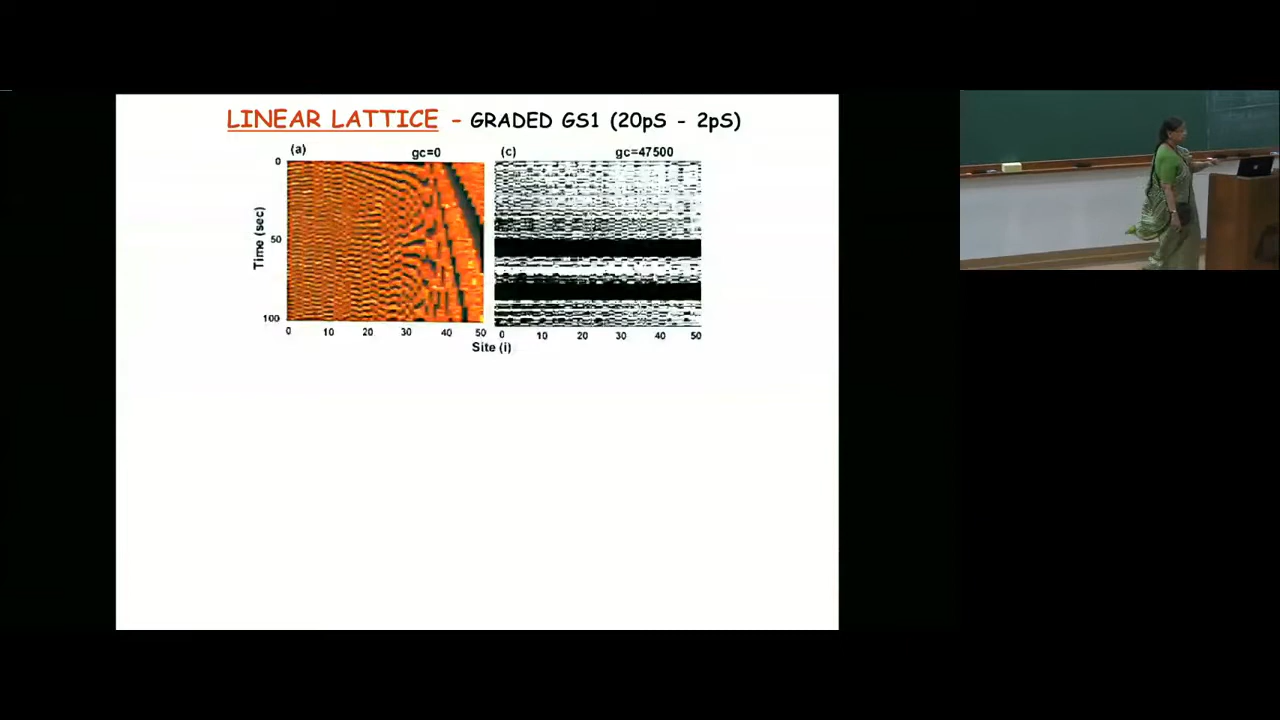 LINEAR LATTICE - GRADED GS1 (20pS - 2pS)
(a) gc=0 (c) gc=47500
0
50
100
Time (sec)
0 10 20 30 40 50 0 10 20 30 40 50
Site (i)